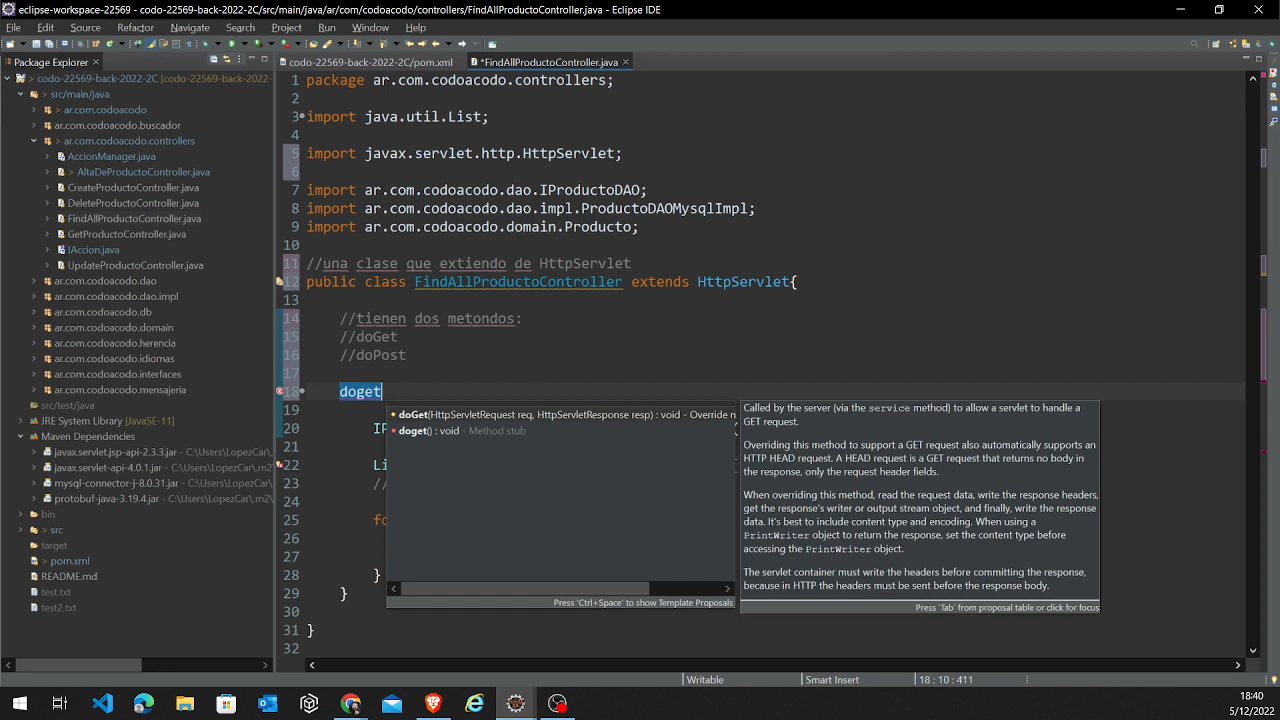 eclipse-workspace-22569 - codo-22569-back-2022-2C/src/main/java/ar/com/codoacodo/controllers/FindAllProductoController.java - Eclipse IDE
File Edit Source Refactor Navigate Search Project Run Window Help
Package Explorer
codo-22569-back-2022-2C/pom.xml
*FindAllProductoController.java
> codo-22569-back-2022-2C [codo-22569-back-2022-
> src/main/java
> ar.com.codoacodo
ar.com.codoacodo.buscador
> ar.com.codoacodo.controllers
AccionManager.java
> AltaDeProductoController.java
CreateProductoController.java
DeleteProductoController.java
FindAllProductoController.java
GetProductoController.java
IAccion.java
UpdateProductoController.java
ar.com.codoacodo.dao
ar.com.codoacodo.dao.impl
ar.com.codoacodo.db
ar.com.codoacodo.domain
ar.com.codoacodo.herencia
ar.com.codoacodo.idiomas
ar.com.codoacodo.interfaces
ar.com.codoacodo.mensajeria
src/test/java
JRE System Library [JavaSE-11]
Maven Dependencies
javax.servlet.jsp-api-2.3.3.jar - C:\Users\LopezCar\
javax.servlet-api-4.0.1.jar - C:\Users\LopezCar\.m2
mysql-connector-j-8.0.31.jar - C:\Users\LopezCar\
protobuf-java-3.19.4.jar - C:\Users\LopezCar\.m2\
bin
> src
target
> pom.xml
README.md
test.txt
test2.txt
1 package ar.com.codoacodo.controllers;
2
3 import java.util.List;
4
5 import javax.servlet.http.HttpServlet;
6
7 import ar.com.codoacodo.dao.IProductoDAO;
8 import ar.com.codoacodo.dao.impl.ProductoDAOMysqlImpl;
9 import ar.com.codoacodo.domain.Producto;
10
11 //una clase que extiendo de HttpServlet
12 public class FindAllProductoController extends HttpServlet{
13
14 //tienen dos metondos:
15 //doGet
16 //doPost
17
18 doget
19
20 IP
21
22 Li
23 //
24
25 fo
26
27
28 }
29 }
30
31 }
32
doGet(HttpServletRequest req, HttpServletResponse resp) : void - Override m
doget() : void - Method stub
Press 'Ctrl+Space' to show Template Proposals
Called by the server (via the service method) to allow a servlet to handle a
GET request.
Overriding this method to support a GET request also automatically supports an
HTTP HEAD request. A HEAD request is a GET request that returns no body in
the response, only the request header fields.
When overriding this method, read the request data, write the response headers,
get the response's writer or output stream object, and finally, write the response
data. It's best to include content type and encoding. When using a
PrintWriter object to return the response, set the content type before
accessing the PrintWriter object.
The servlet container must write the headers before committing the response,
because in HTTP the headers must be sent before the response body.
Press 'Tab' from proposal table or click for focus
Writable
Smart Insert
18 : 10 : 411
18:40
5/12/2022